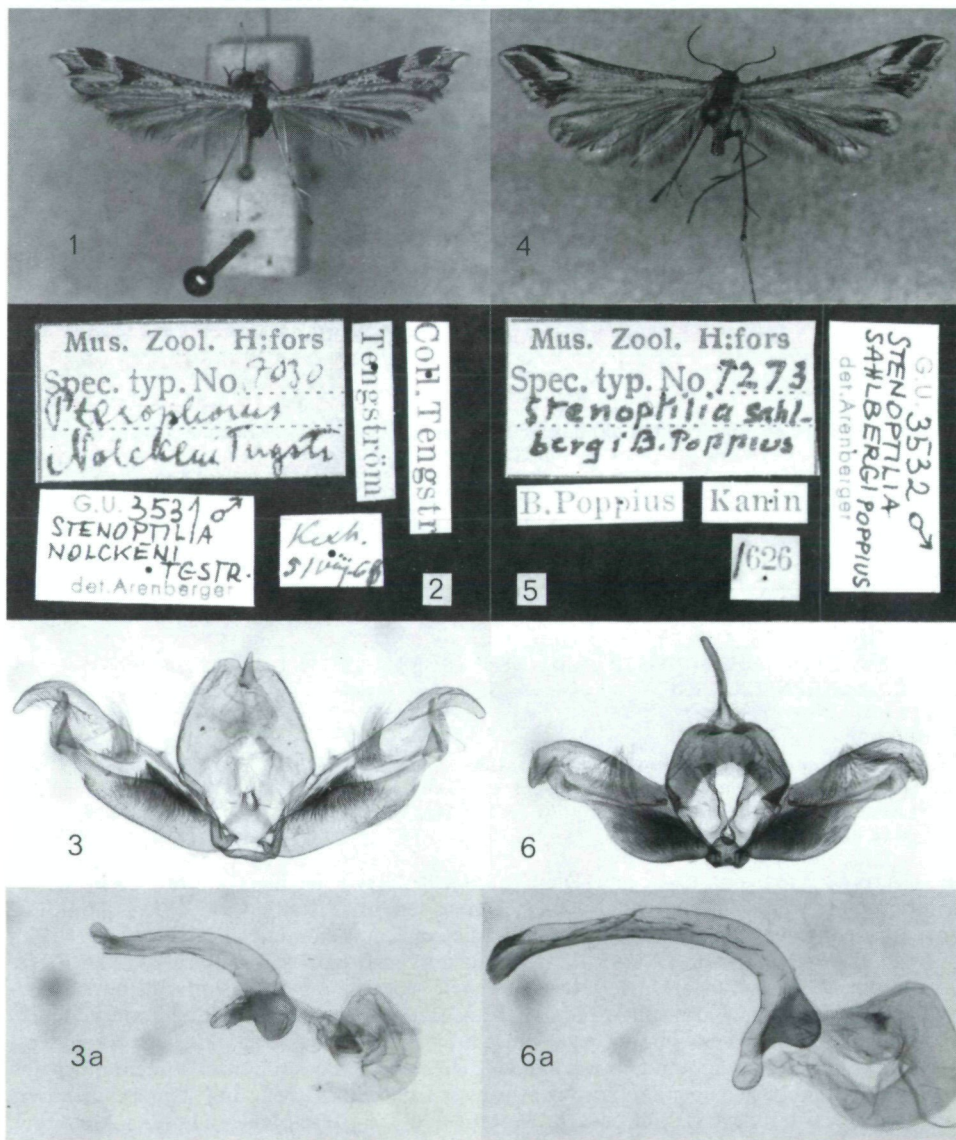 1
4
Mus. Zool. H:fors
Spec. typ. No 7030
Pterophorus
Nolckeni Tngstr
Tengström
Coll. Tengstr
G.U. 3531 ♂
STENOPTILIA
NOLCKENI
TGSTR.
det. Arenberger
2
Mus. Zool. H:fors
Spec. typ. No 7273
Stenoptilia sahl-
bergi B. Poppius
B. Poppius
Kanin
1626
G.U. 3532 ♂
STENOPTILIA
SAHLBERGI POPPIUS
det. Arenberger
5
3
6
3a
6a